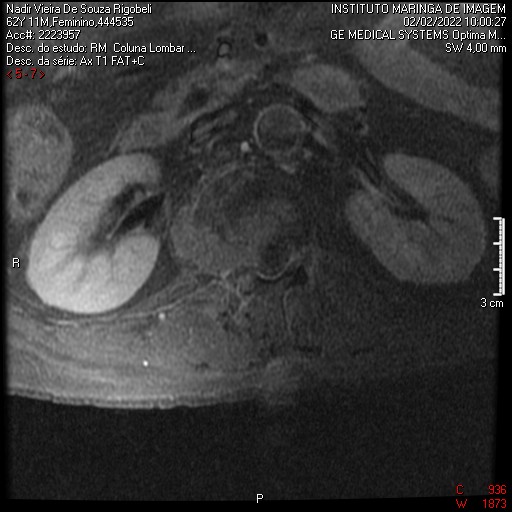 Nadir Vieira De Souza Rigobeli
62Y 11M,Feminino,444535
Acc#: 2223957
Desc. do estudo: RM Coluna Lombar ...
Desc. da série: Ax T1 FAT+C
<5-7>
INSTITUTO MARINGA DE IMAGEM
02/02/2022 10:00:27
GE MEDICAL SYSTEMS Optima M...
SW 4,00 mm
R
3 cm
P
C 936
W 1873